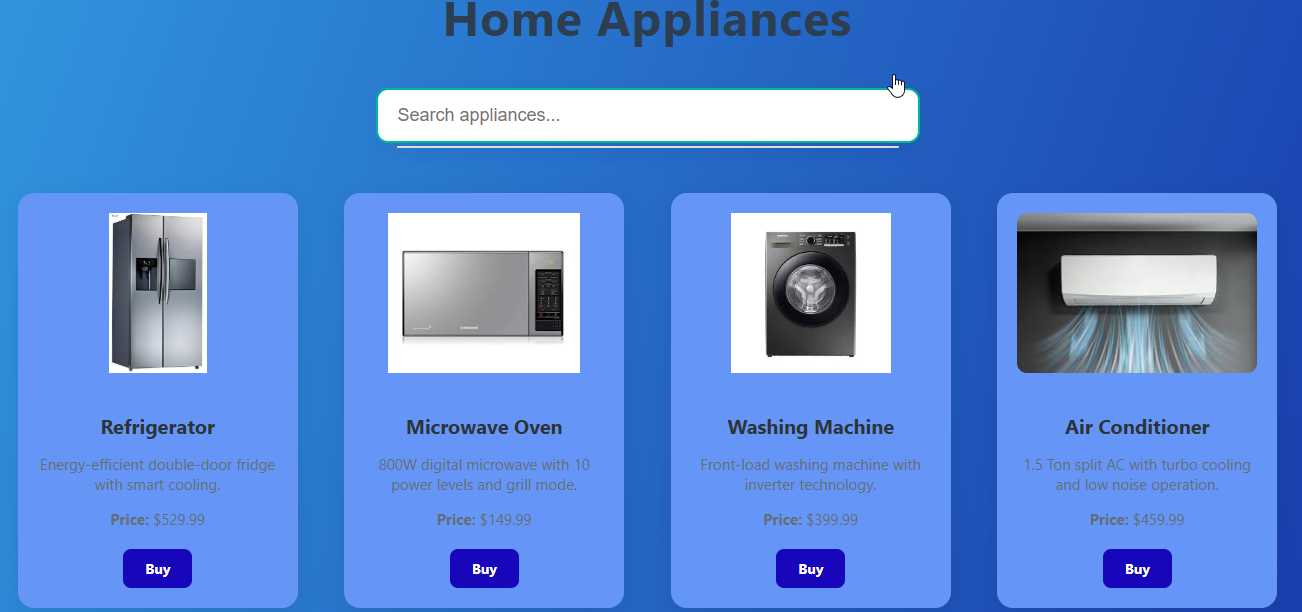 Home Appliances
Search appliances...
Refrigerator
Energy-efficient double-door fridge
with smart cooling.
Price: $529.99
Buy
Microwave Oven
800W digital microwave with 10
power levels and grill mode.
Price: $149.99
Buy
Washing Machine
Front-load washing machine with
inverter technology.
Price: $399.99
Buy
Air Conditioner
1.5 Ton split AC with turbo cooling
and low noise operation.
Price: $459.99
Buy